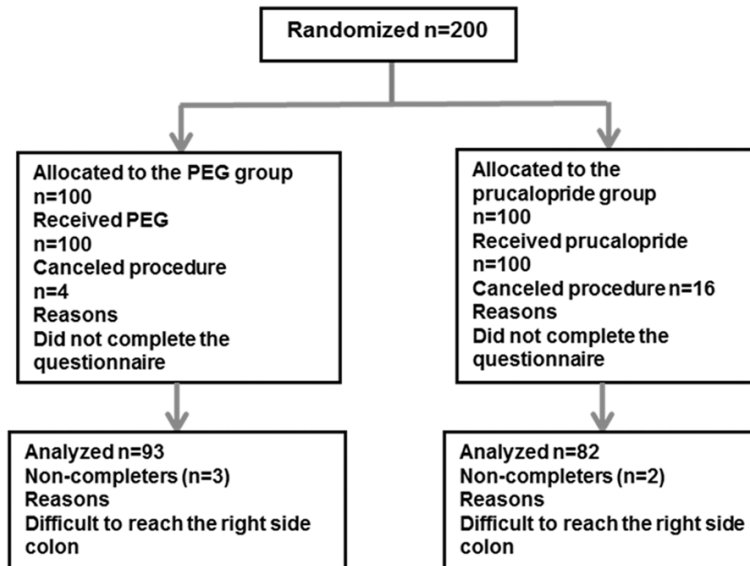 Randomized n=200
Allocated to the PEG group
n=100
Received PEG
n=100
Canceled procedure
n=4
Reasons
Did not complete the
questionnaire
Allocated to the
prucalopride group
n=100
Received prucalopride
n=100
Canceled procedure n=16
Reasons
Did not complete the
questionnaire
Analyzed n=93
Non-completers (n=3)
Reasons
Difficult to reach the right side
colon
Analyzed n=82
Non-completers (n=2)
Reasons
Difficult to reach the right side
colon